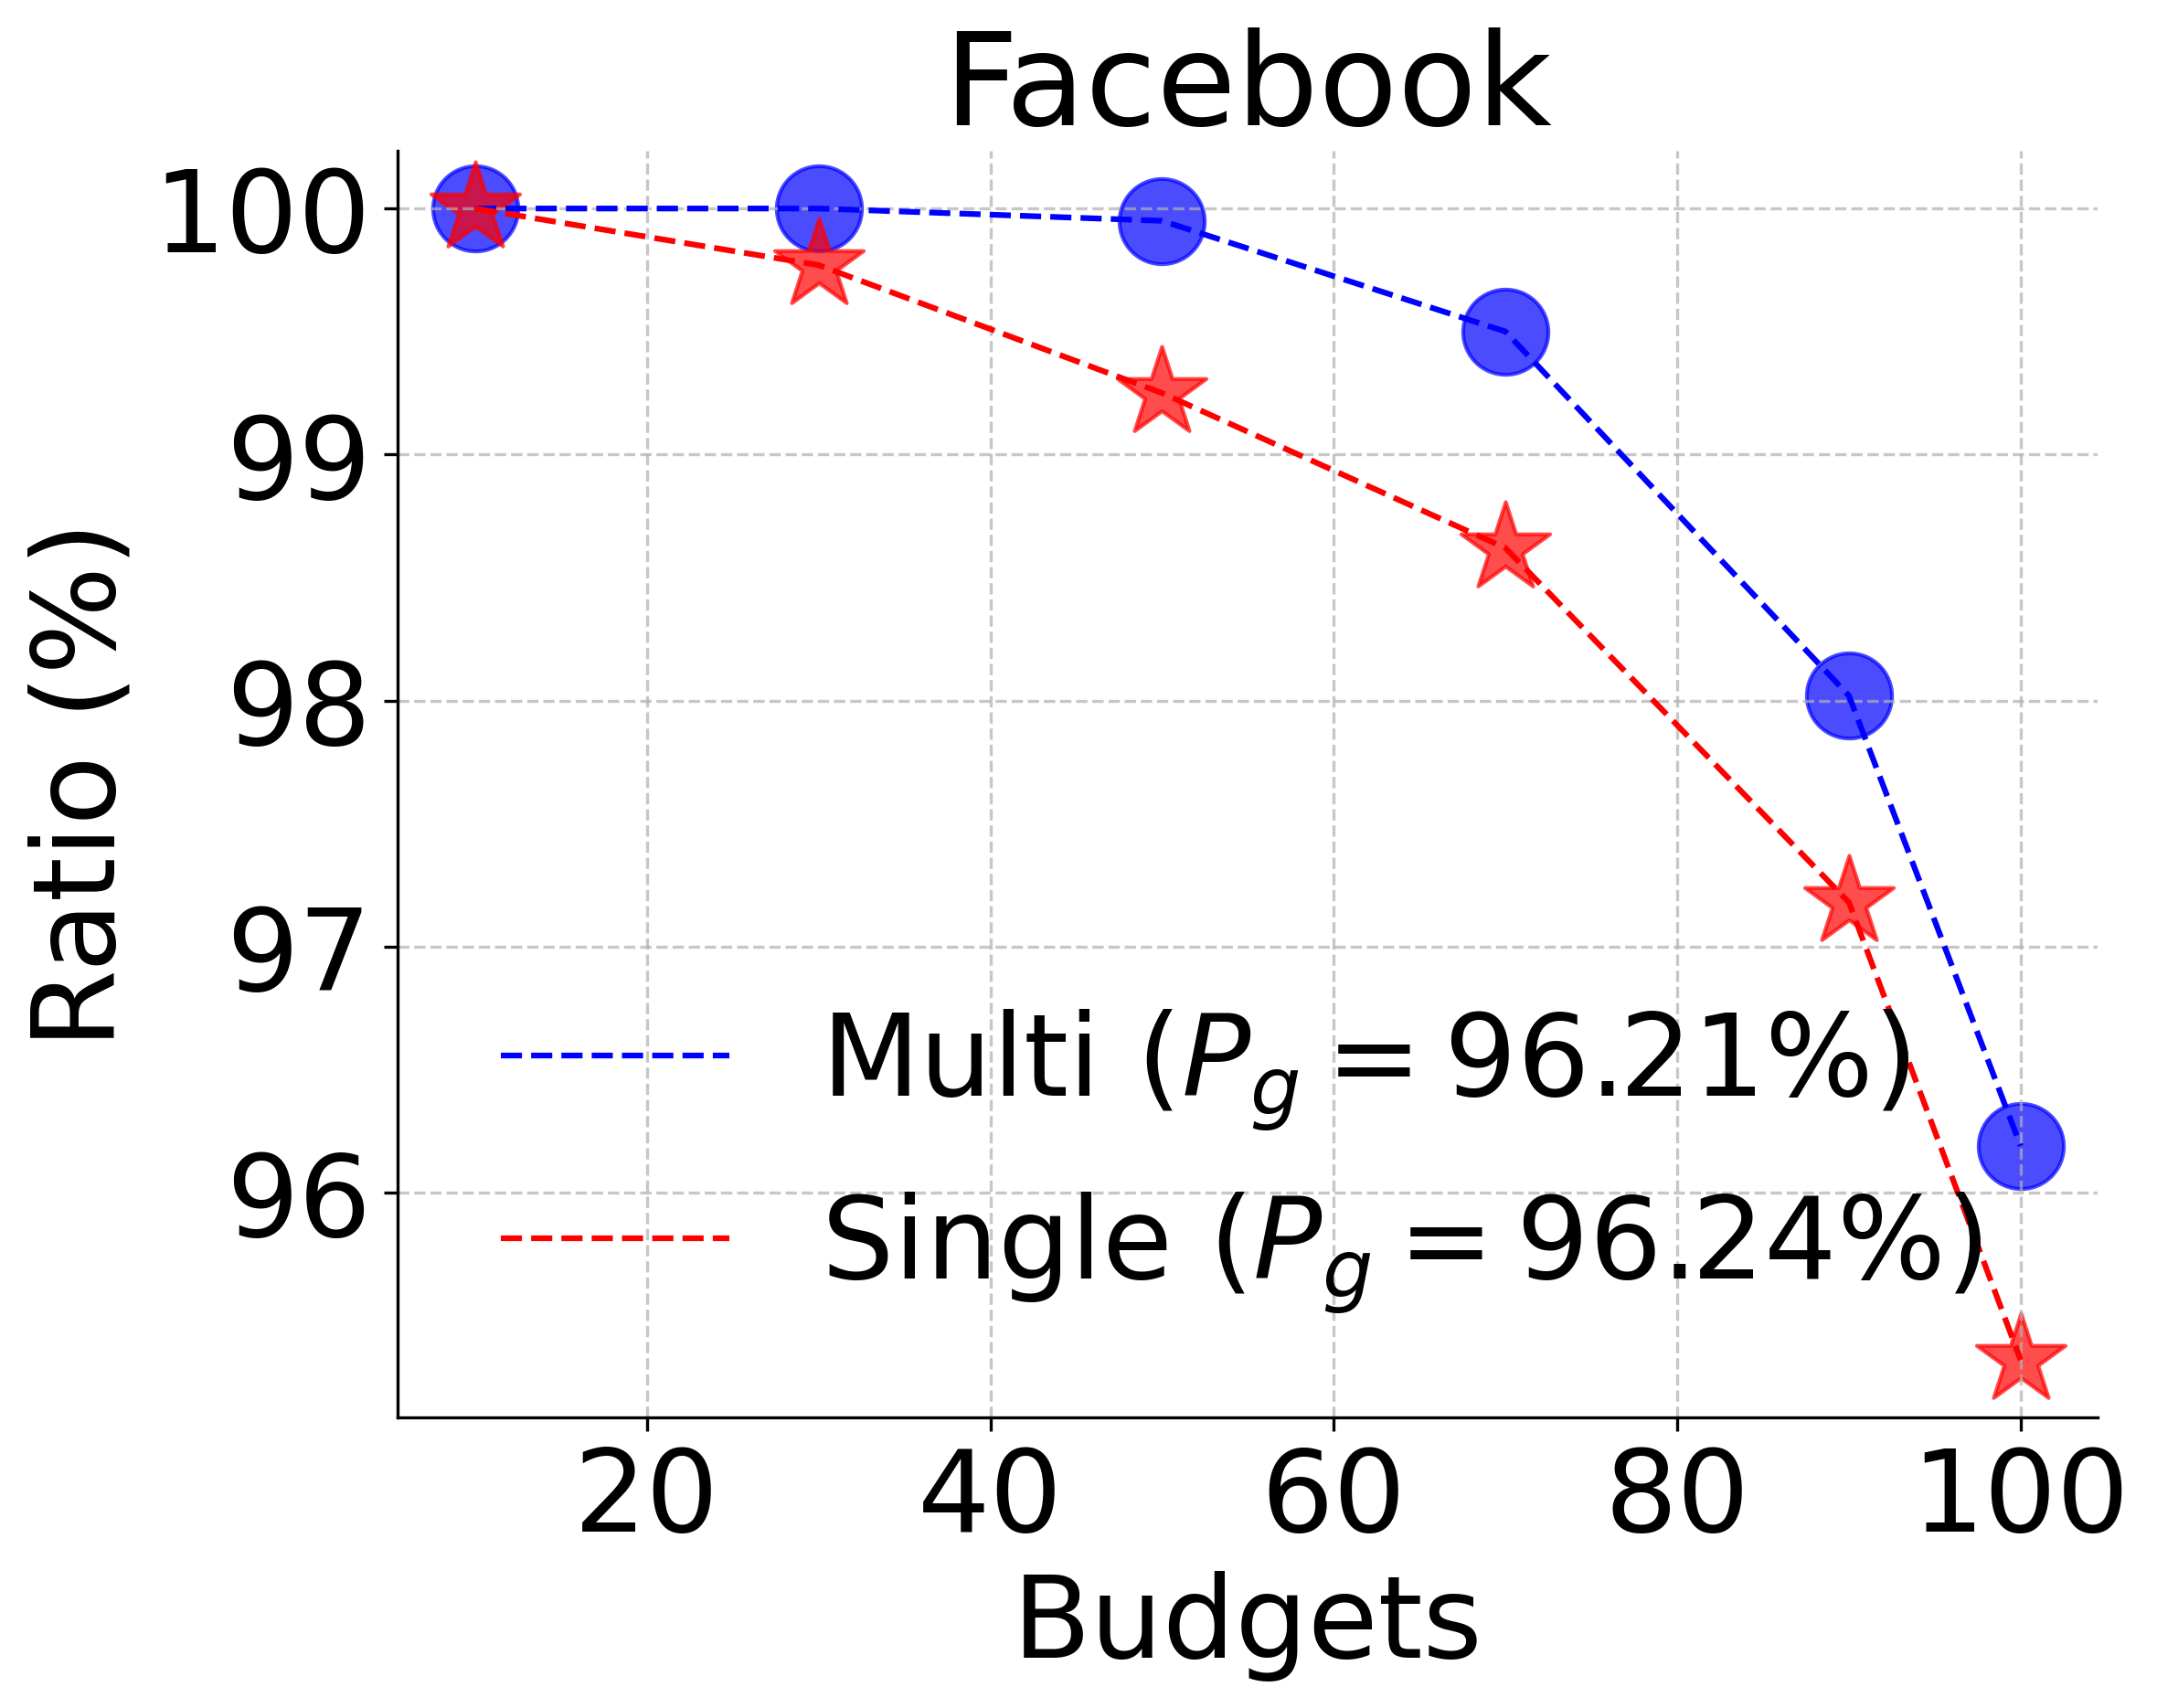 Facebook
Ratio (%)
100
99
98
97
96
Multi (P_g = 96.21%)
Single (P_g = 96.24%)
20 40 60 80 100
Budgets